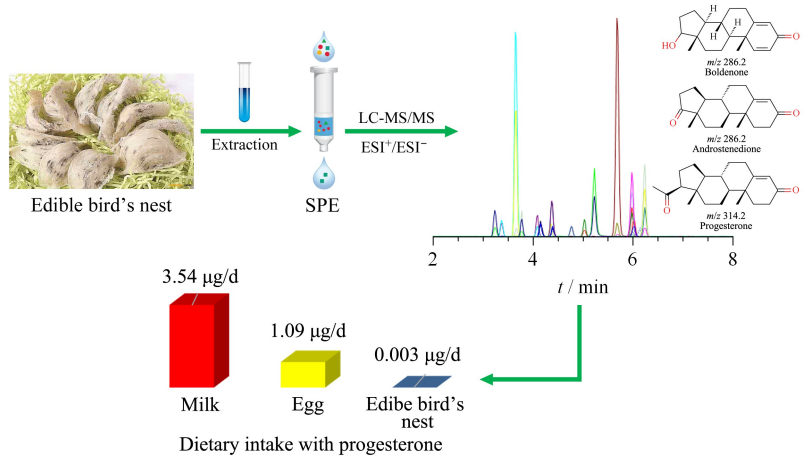 Edible bird's nest
Extraction
SPE
LC-MS/MS
ESI⁺/ESI⁻
H
H
H
HO
O
m/z 286.2
Boldenone
O
O
m/z 286.2
Androstenedione
O
O
m/z 314.2
Progesterone
2
4
6
8
t / min
3.54 μg/d
1.09 μg/d
0.003 μg/d
Milk
Egg
Edibe bird's
nest
Dietary intake with progesterone